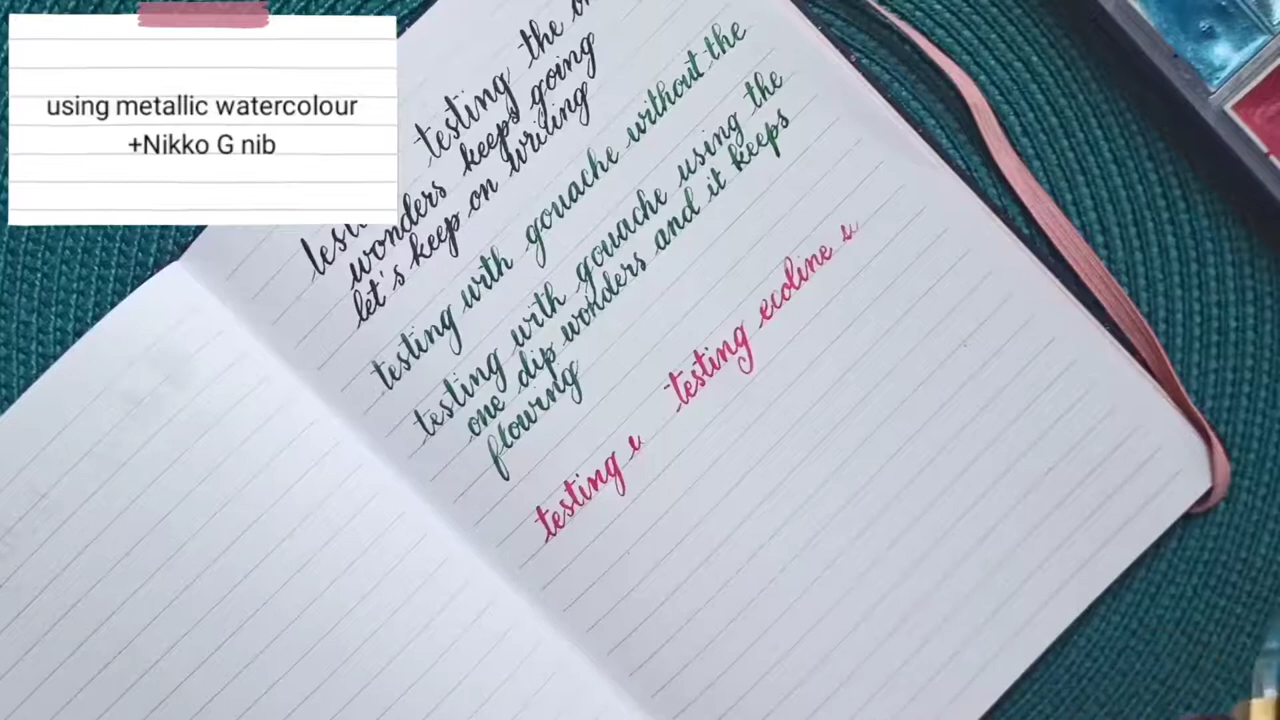 using metallic watercolour
+Nikko G nib
testing the
wonders keeps going
let's keep on writing
testing with gouache without the
testing with gouache using the
one dip wonders and it keeps
flowing
testing ecoline
testing